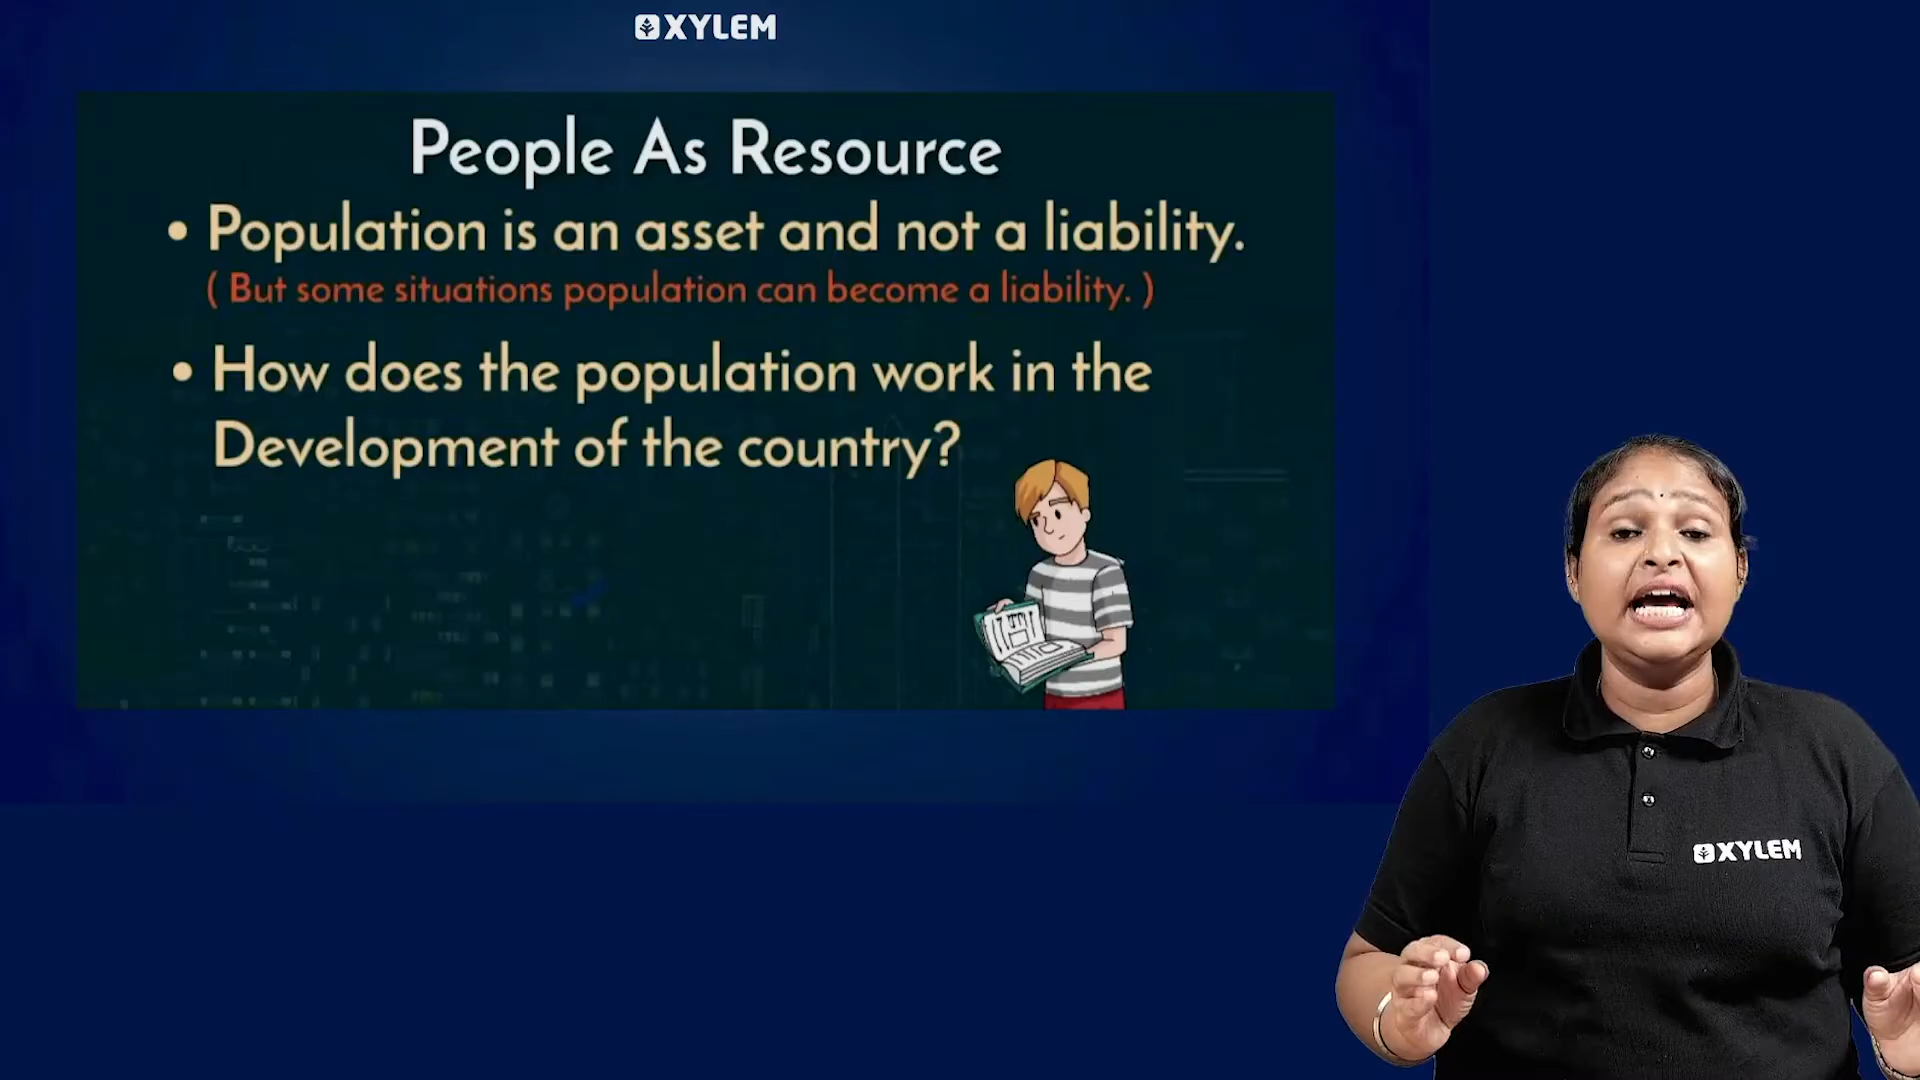 XYLEM
People As Resource
• Population is an asset and not a liability.
( But some situations population can become a liability. )
• How does the population work in the
Development of the country?
XYLEM